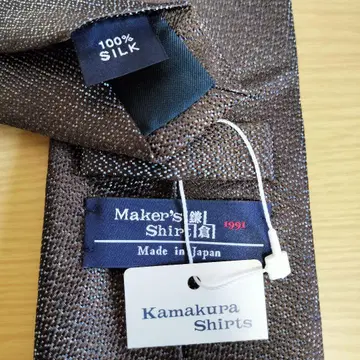 100%
SILK
Maker's 鎌
Shirt 倉 1991
Made in Japan
Kamakura
Shirts